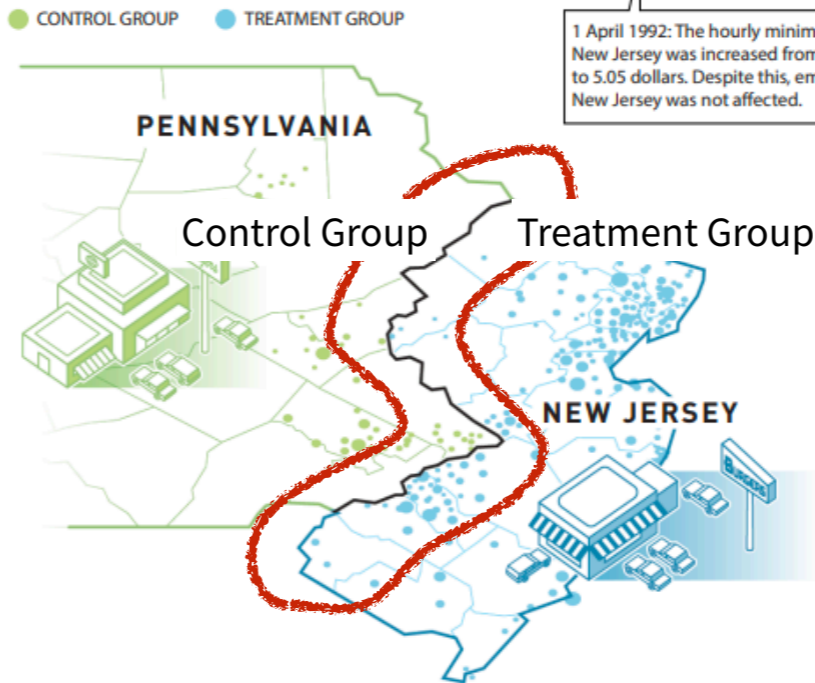 CONTROL GROUP
TREATMENT GROUP
1 April 1992: The hourly minim
New Jersey was increased from
to 5.05 dollars. Despite this, em
New Jersey was not affected.
PENNSYLVANIA
Control Group
Treatment Group
NEW JERSEY
BURGERS